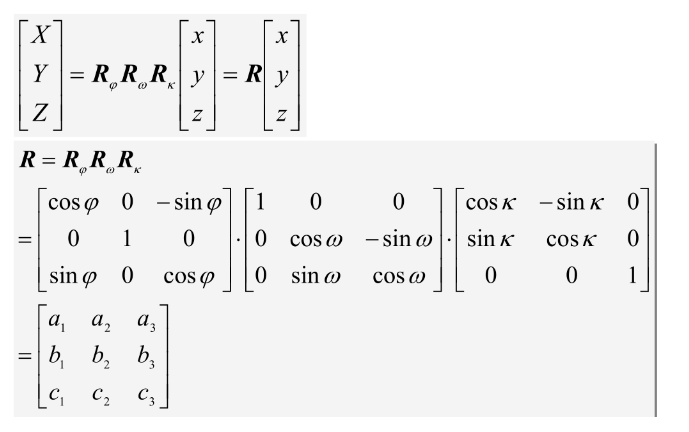 $$\begin{bmatrix} X \\ Y \\ Z \end{bmatrix} = \boldsymbol{R}_{\varphi} \boldsymbol{R}_{\omega} \boldsymbol{R}_{\kappa} \begin{bmatrix} x \\ y \\ z \end{bmatrix} = \boldsymbol{R} \begin{bmatrix} x \\ y \\ z \end{bmatrix}$$
$$\boldsymbol{R} = \boldsymbol{R}_{\varphi} \boldsymbol{R}_{\omega} \boldsymbol{R}_{\kappa}$$
$$= \begin{bmatrix} \cos\varphi & 0 & -\sin\varphi \\ 0 & 1 & 0 \\ \sin\varphi & 0 & \cos\varphi \end{bmatrix} \cdot \begin{bmatrix} 1 & 0 & 0 \\ 0 & \cos\omega & -\sin\omega \\ 0 & \sin\omega & \cos\omega \end{bmatrix} \cdot \begin{bmatrix} \cos\kappa & -\sin\kappa & 0 \\ \sin\kappa & \cos\kappa & 0 \\ 0 & 0 & 1 \end{bmatrix}$$
$$= \begin{bmatrix} a_1 & a_2 & a_3 \\ b_1 & b_2 & b_3 \\ c_1 & c_2 & c_3 \end{bmatrix}$$